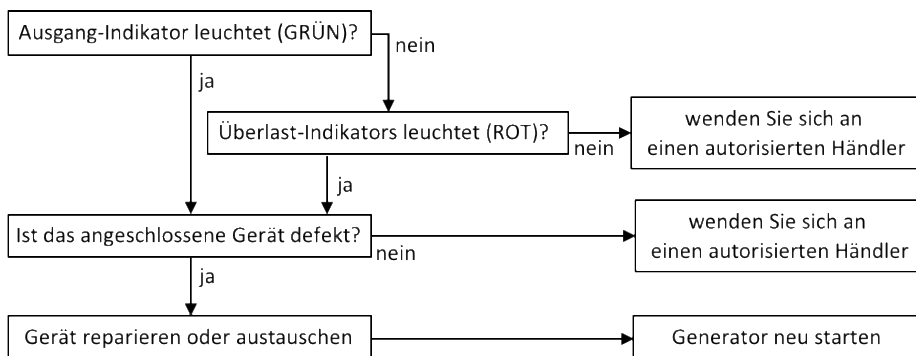 Ausgang-Indikator leuchtet (GRÜN)?
nein
ja
Überlast-Indikators leuchtet (ROT)?
nein
wenden Sie sich an
einen autorisierten Händler
ja
Ist das angeschlossene Gerät defekt?
nein
wenden Sie sich an
einen autorisierten Händler
ja
Gerät reparieren oder austauschen
Generator neu starten